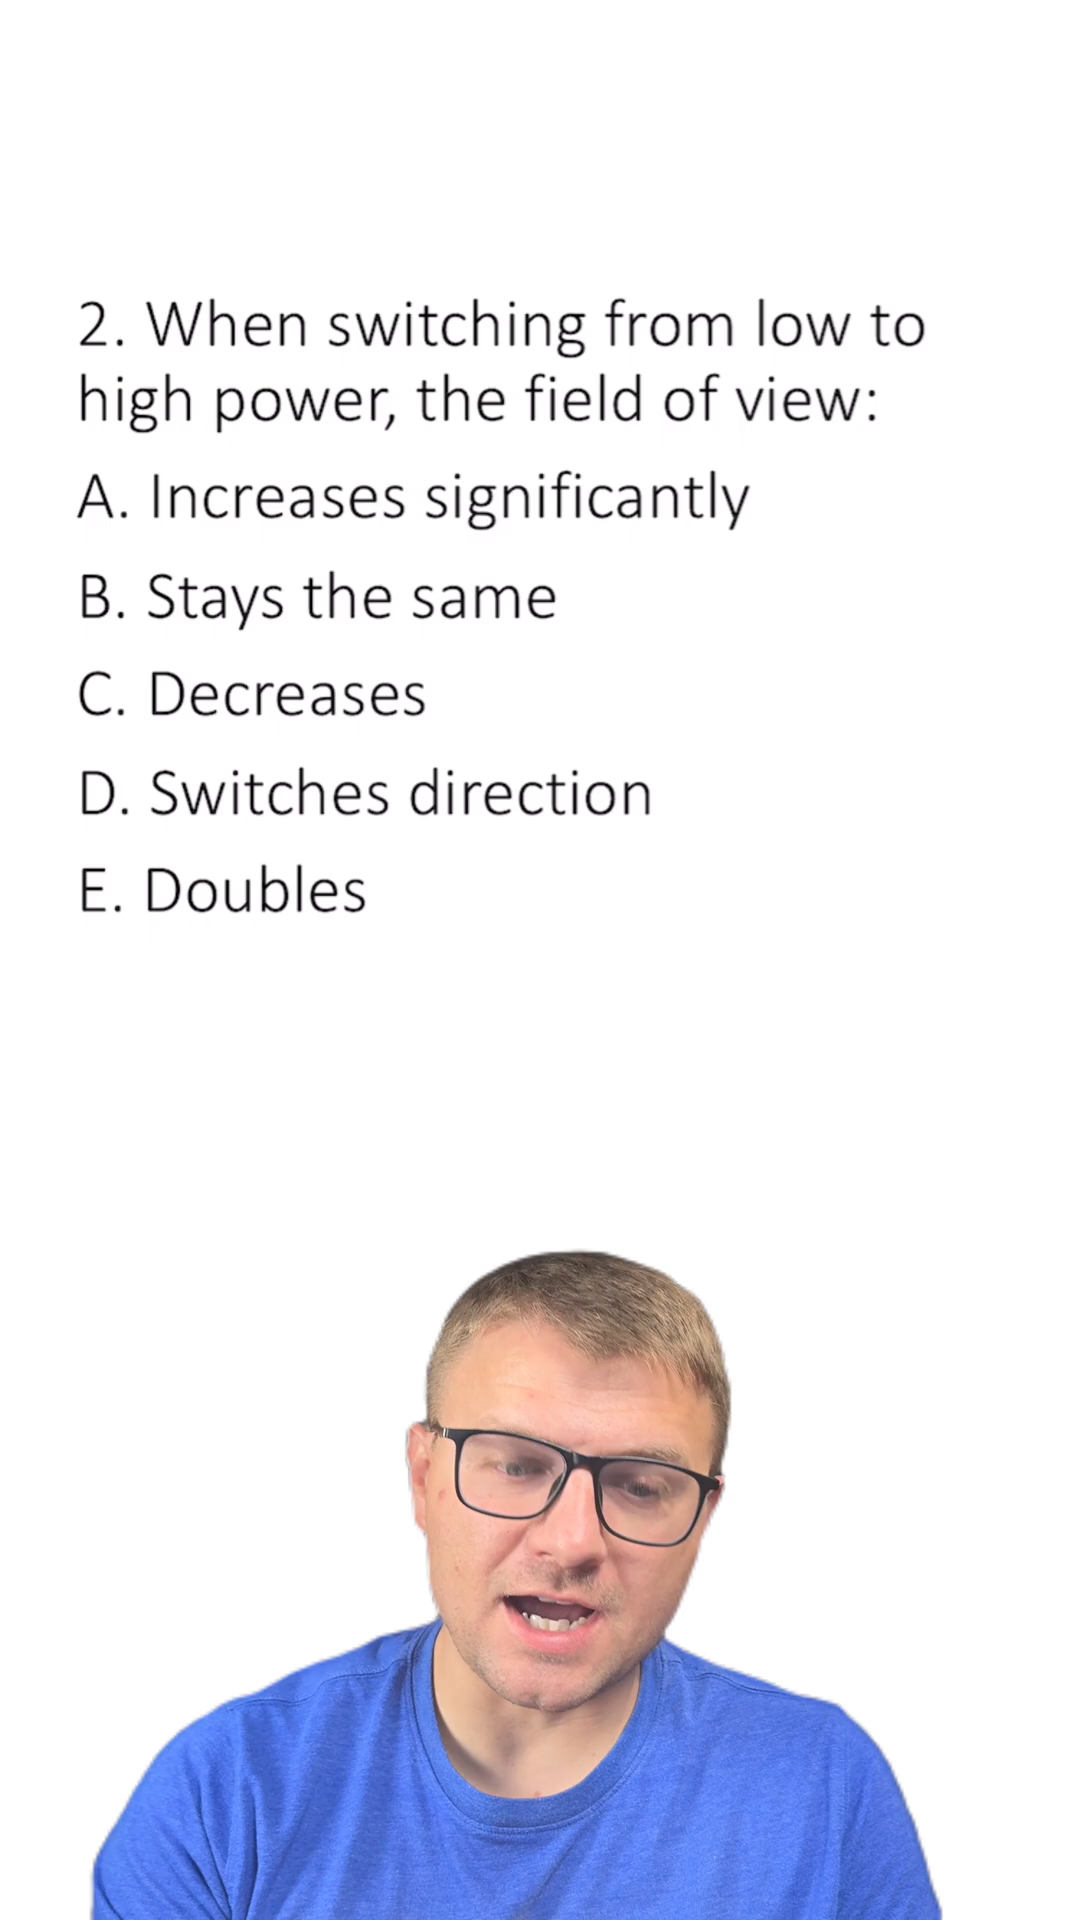 2. When switching from low to
high power, the field of view:
A. Increases significantly
B. Stays the same
C. Decreases
D. Switches direction
E. Doubles